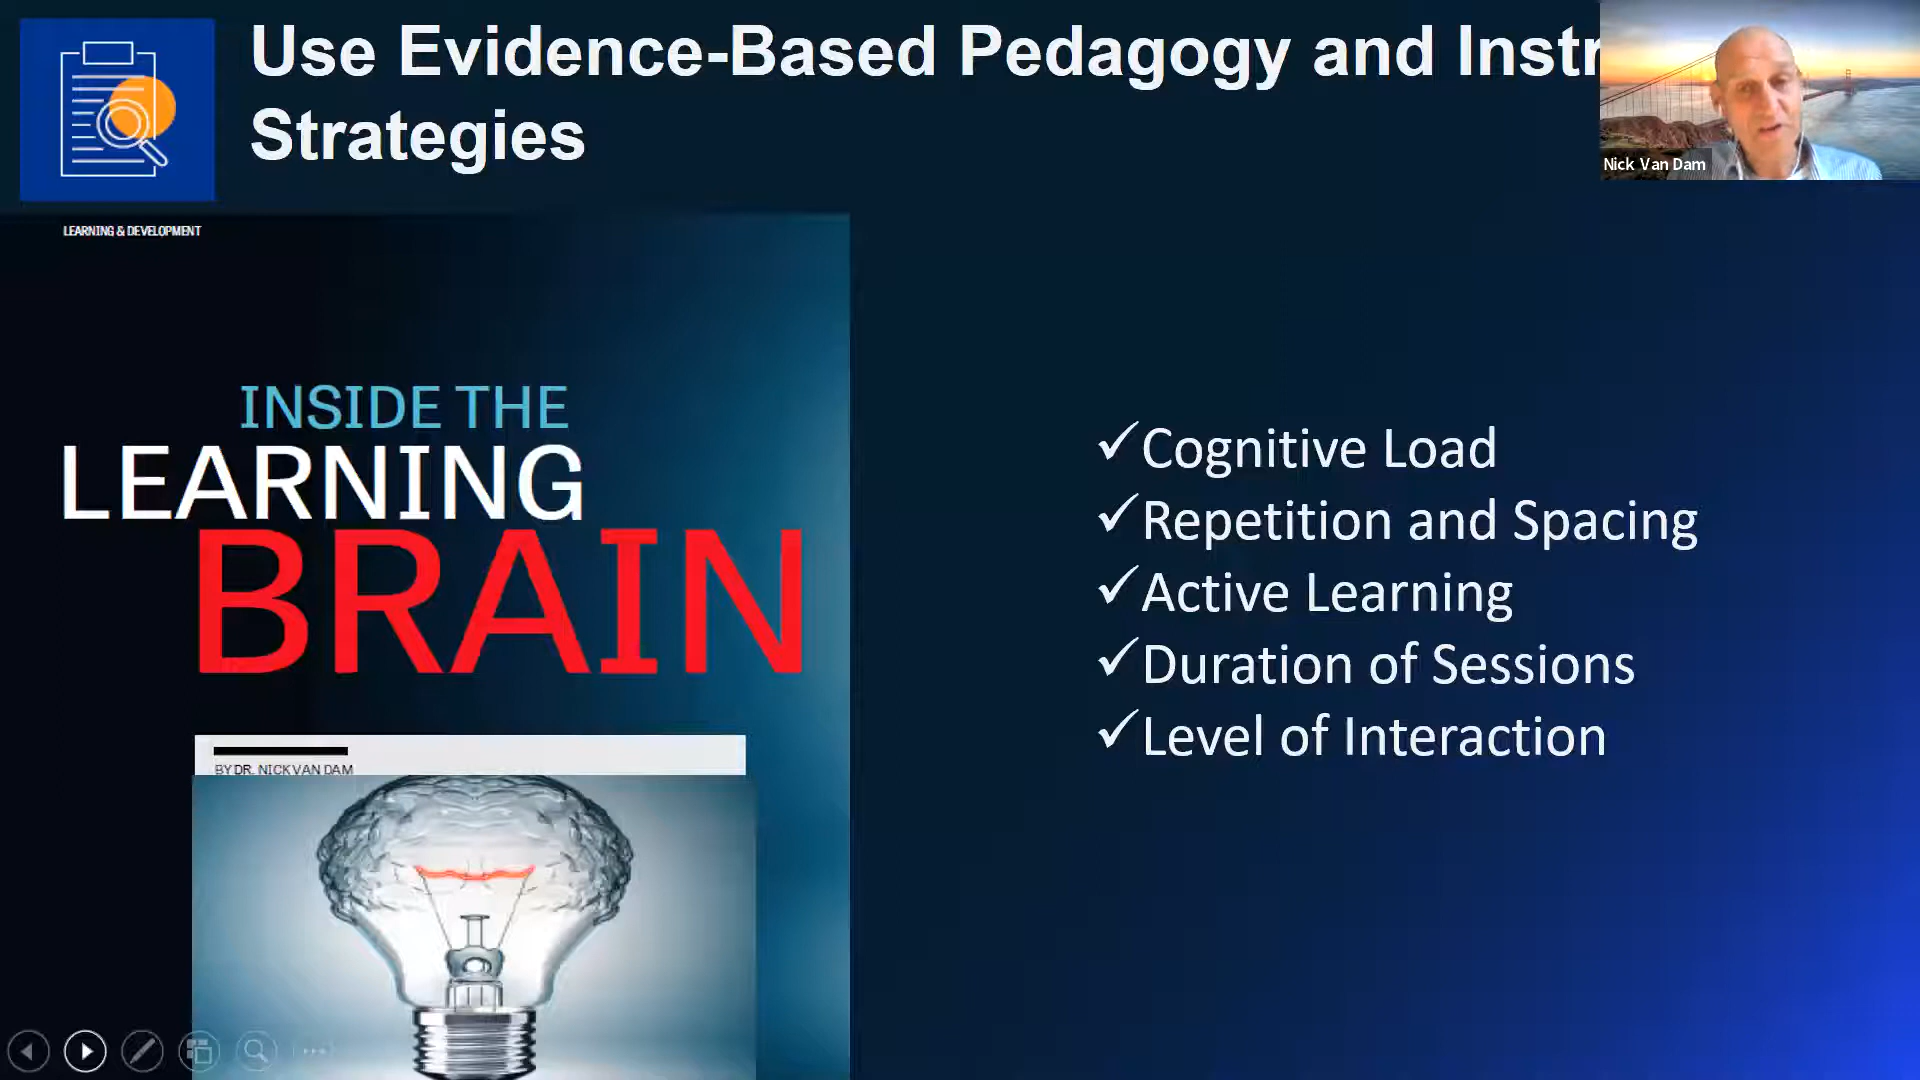 Use Evidence-Based Pedagogy and Instr
Strategies
Nick Van Dam
LEARNING & DEVELOPMENT
INSIDE THE
LEARNING
BRAIN
BY DR. NICK VAN DAM
✓Cognitive Load
✓Repetition and Spacing
✓Active Learning
✓Duration of Sessions
✓Level of Interaction